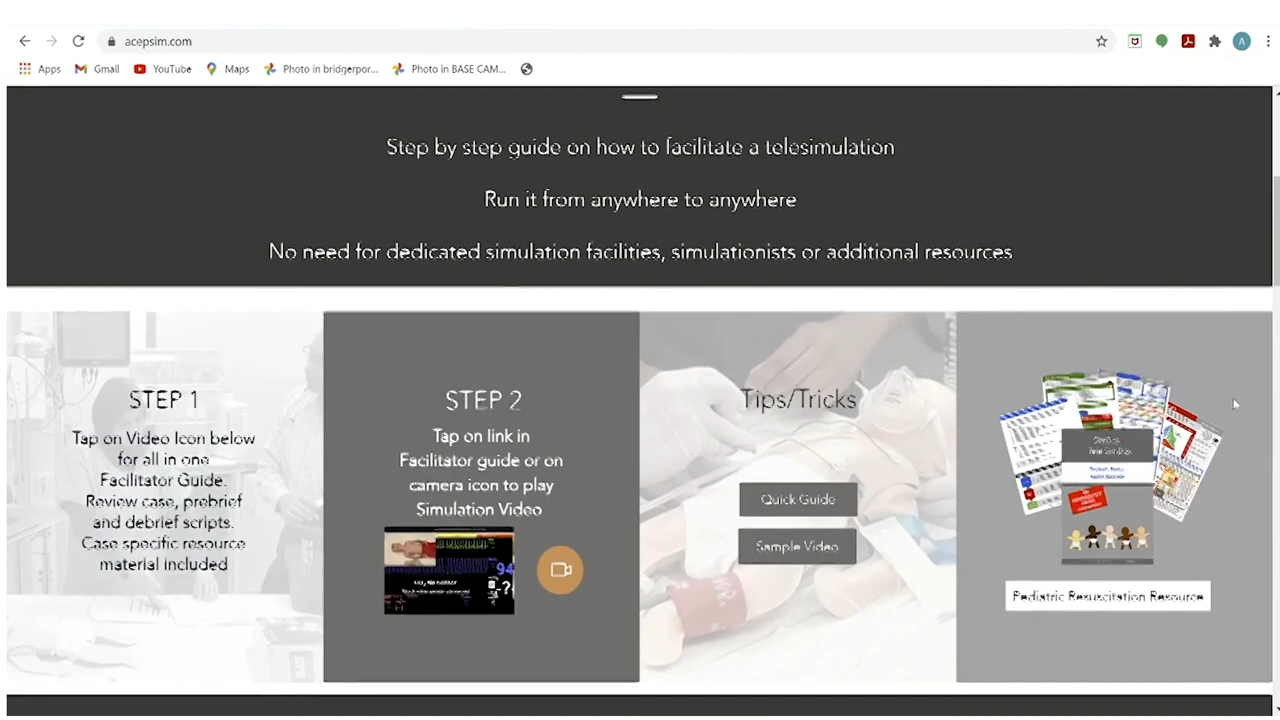 acepsim.com
A
Apps
Gmail
YouTube
Maps
Photo in bridgerpor...
Photo in BASE CAM...
Step by step guide on how to facilitate a telesimulation
Run it from anywhere to anywhere
No need for dedicated simulation facilities, simulationists or additional resources
STEP 1
Tap on Video Icon below
for all in one
Facilitator Guide.
Review case, prebrief
and debrief scripts.
Case specific resource
material included
STEP 2
Tap on link in
Facilitator guide or on
camera icon to play
Simulation Video
94
Tips/Tricks
Quick Guide
Sample Video
SimBox
Tele SimBox
Pediatric Resuscitation Resource